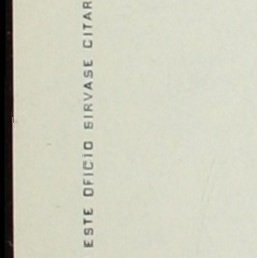 ESTE OFICIO SIRVASE CITAR